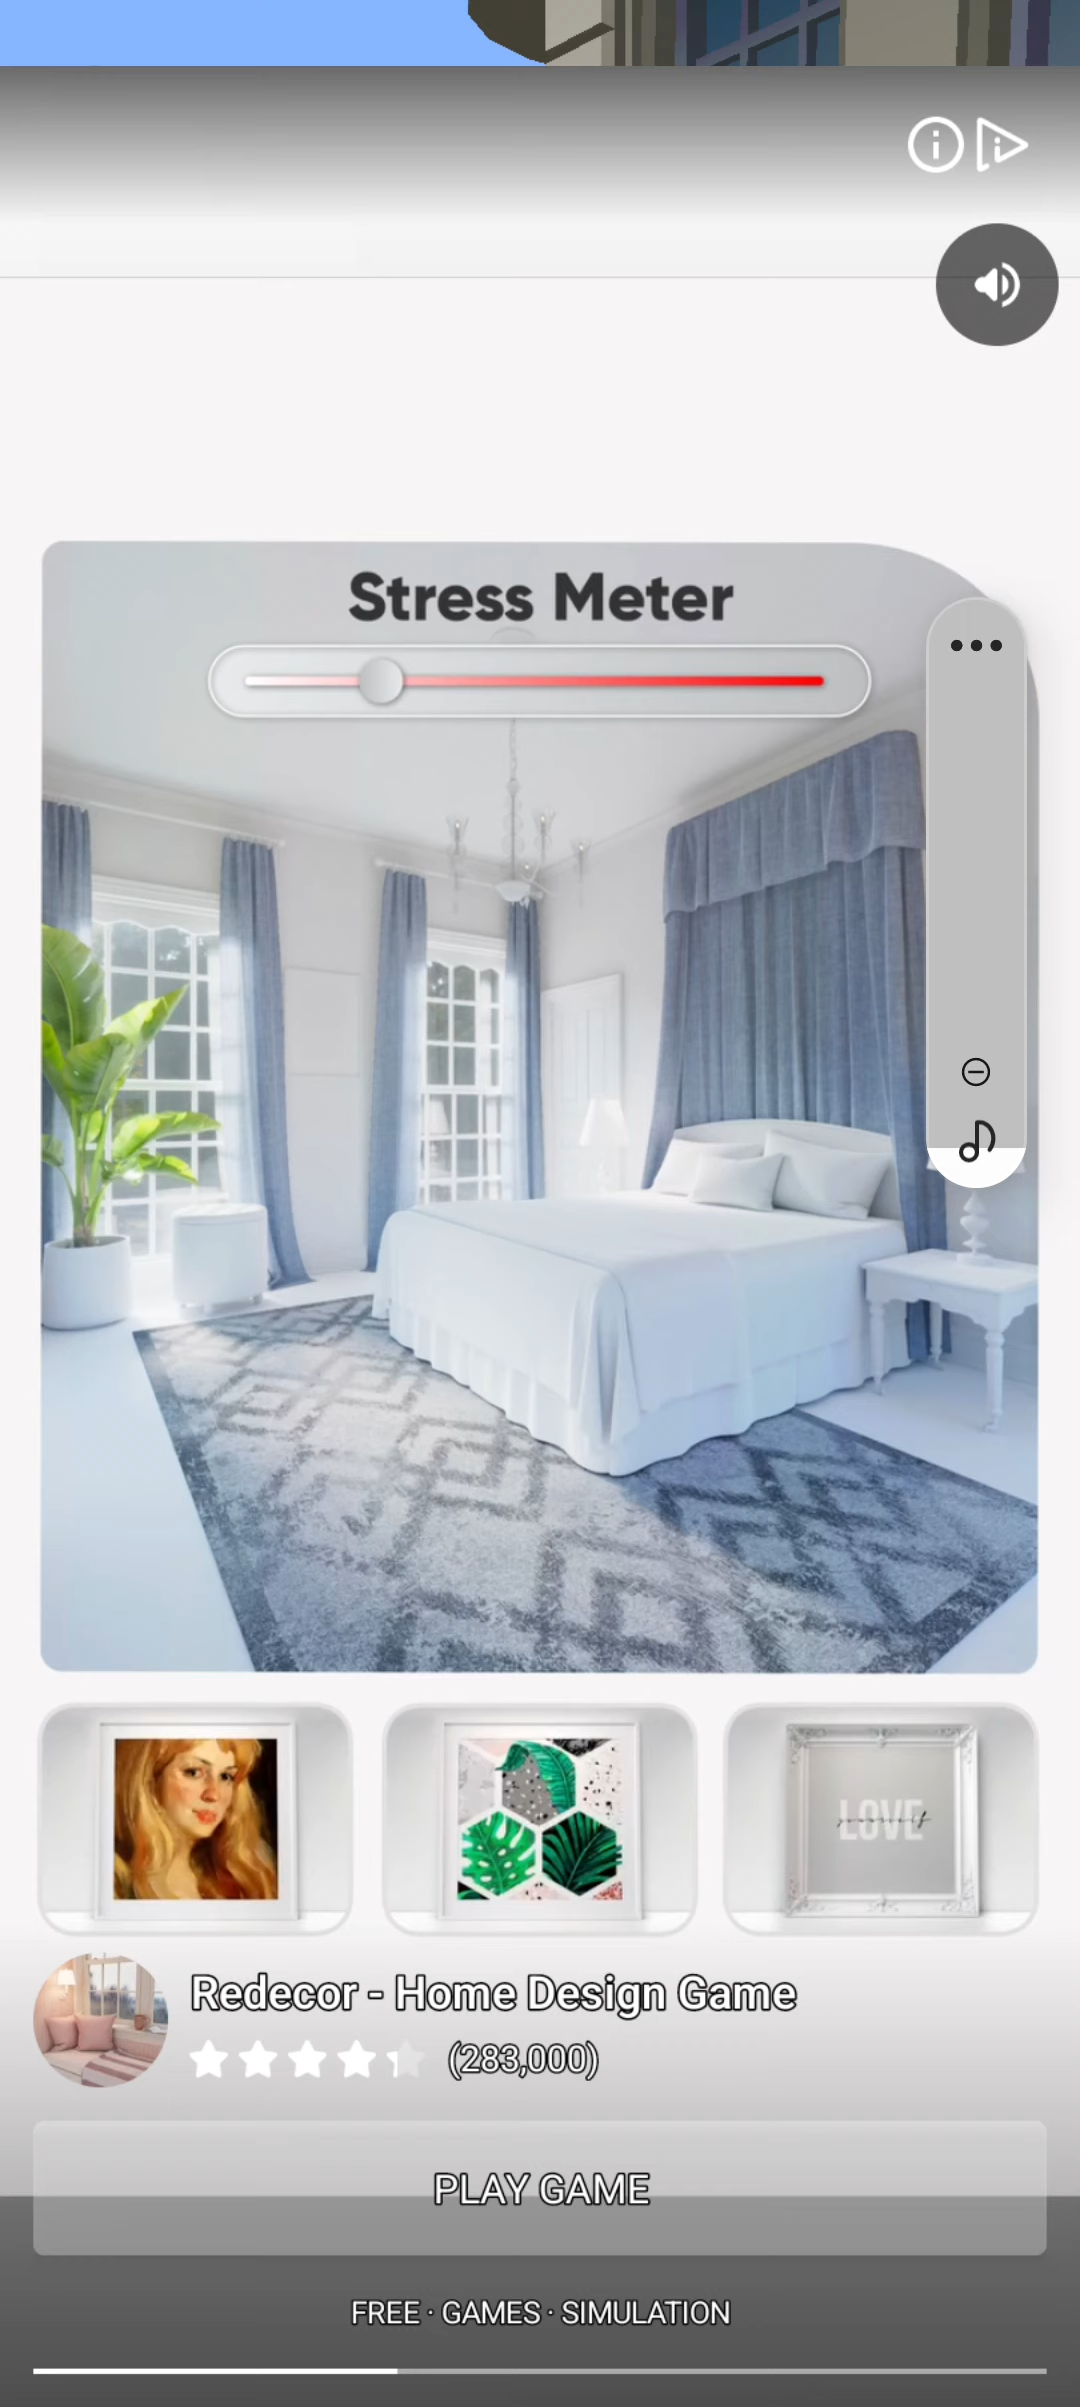 Stress Meter
LOVE
Redecor - Home Design Game
(283,000)
PLAY GAME
FREE · GAMES · SIMULATION